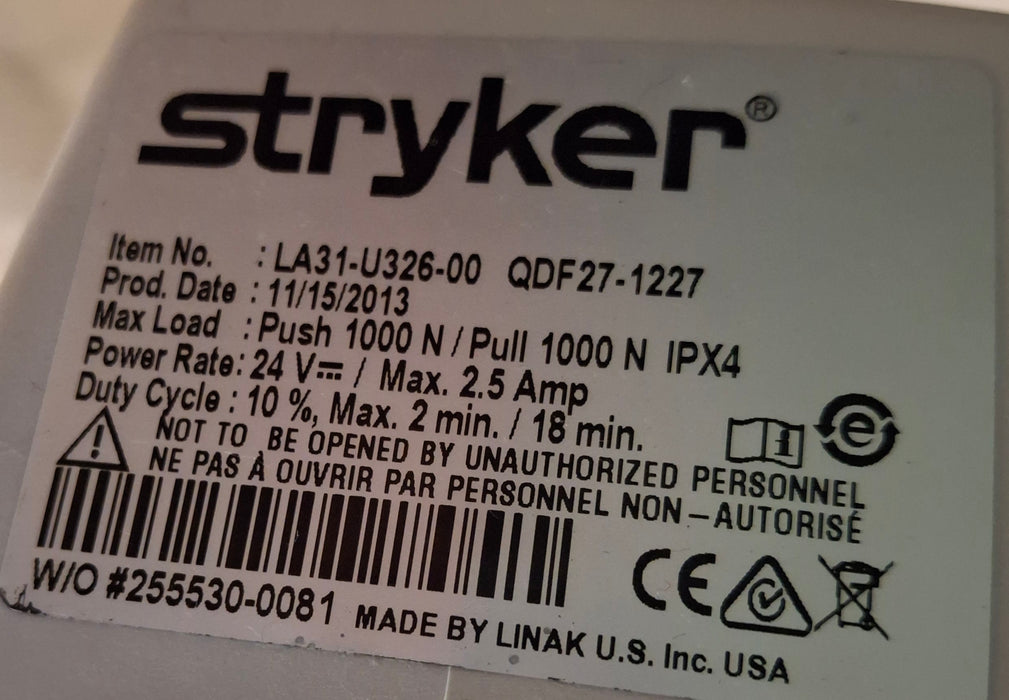 stryker®
Item No. : LA31-U326-00 QDF27-1227
Prod. Date : 11/15/2013
Max Load : Push 1000 N / Pull 1000 N IPX4
Power Rate: 24 V⎓ / Max. 2.5 Amp
Duty Cycle : 10 %, Max. 2 min. / 18 min.
NOT TO BE OPENED BY UNAUTHORIZED PERSONNEL
NE PAS À OUVRIR PAR PERSONNEL NON-AUTORISÉ
W/O #255530-0081 MADE BY LINAK U.S. Inc. USA